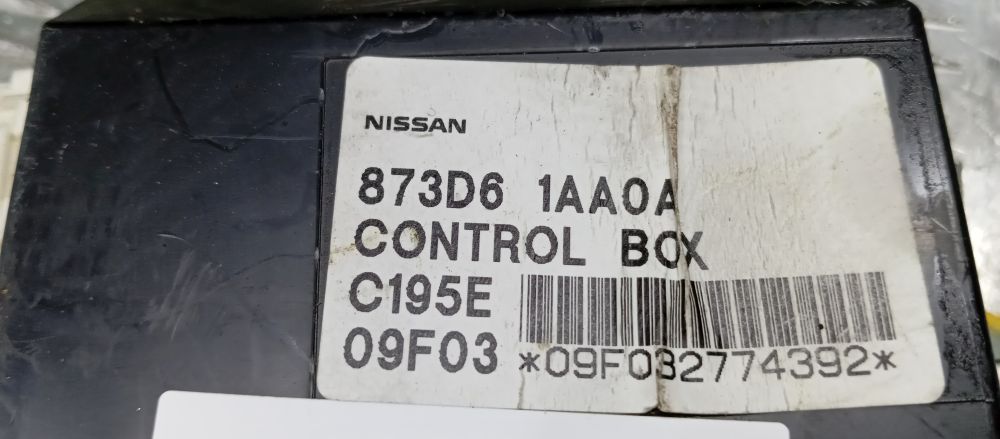 NISSAN
873D6 1AA0A
CONTROL BOX
C195E
09F03 *09F032774392*